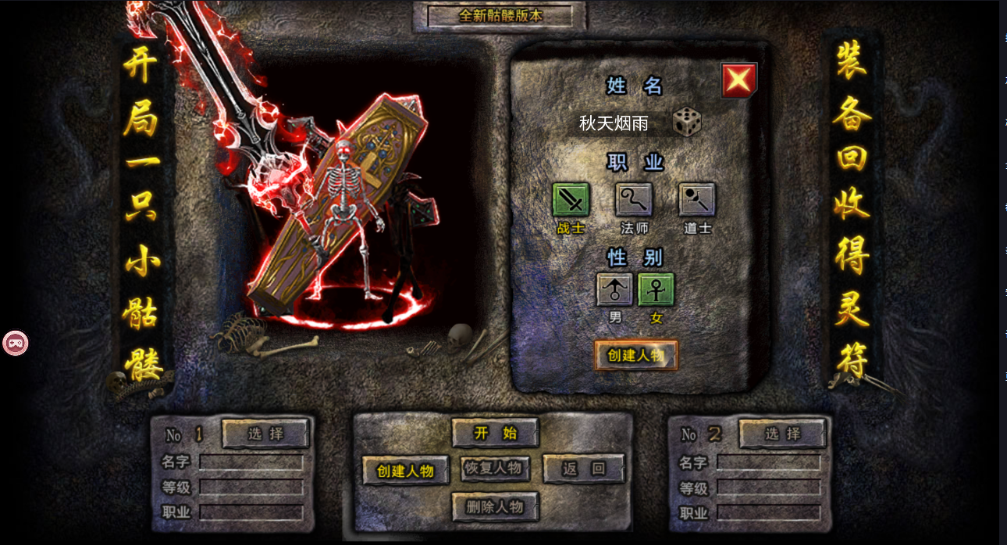 全新骷髅版本
开局一只小骷髅
姓 名
秋天烟雨
职 业
战士 法师 道士
性 别
男 女
创建人物
装备回收得灵符
No 1 选 择
名字
等级
职业
开 始
创建人物 恢复人物 返 回
删除人物
No 2 选 择
名字
等级
职业